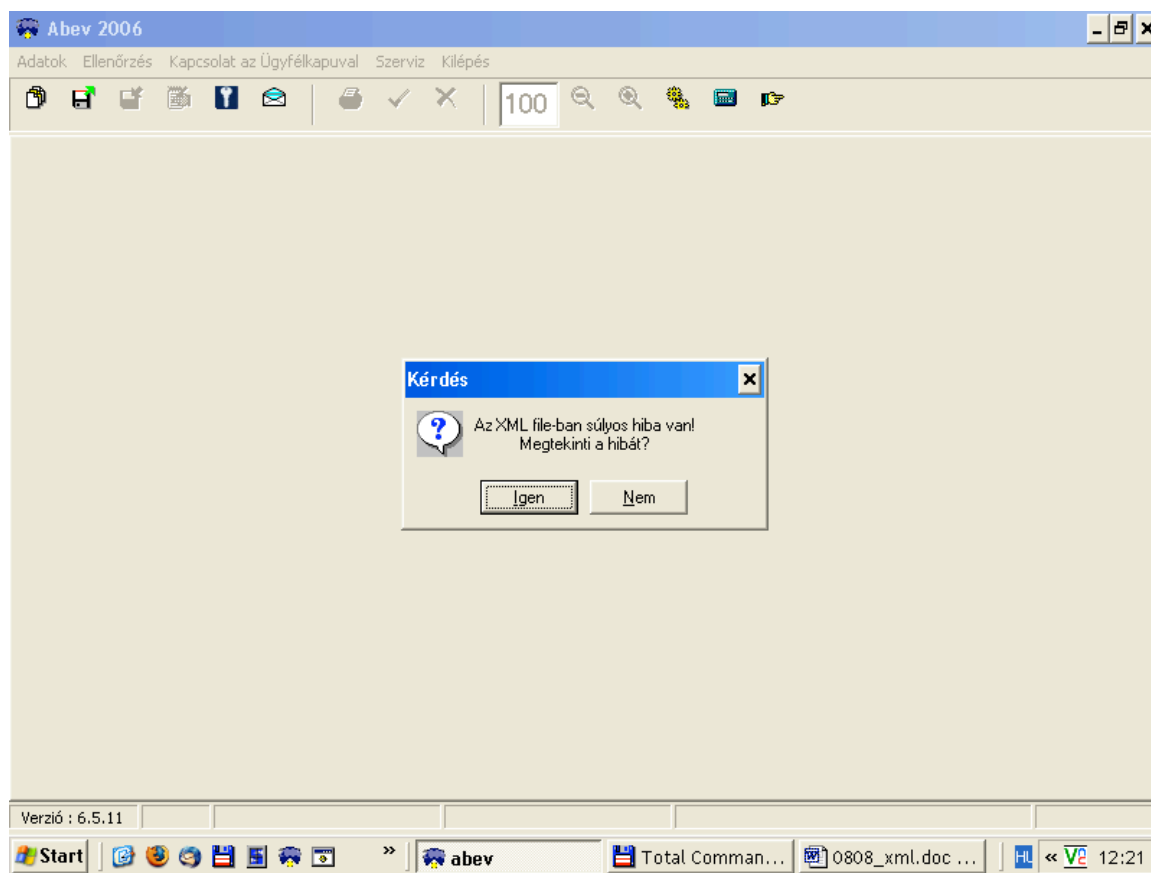 Abev 2006
Adatok Ellenőrzés Kapcsolat az Ügyfélkapuval Szerviz Kilépés
100
Kérdés
Az XML file-ban súlyos hiba van!
Megtekinti a hibát?
Igen Nem
Verzió : 6.5.11
Start » abev Total Comman... 0808_xml.doc ... HU « 12:21